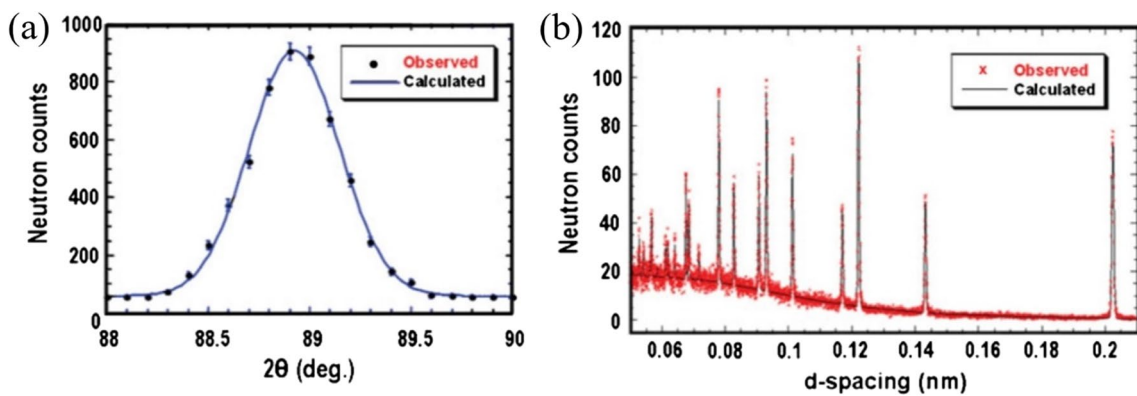 (a)
1000
800
600
400
200
0
Neutron counts
Observed
Calculated
88
88.5
89
89.5
90
2θ (deg.)
(b)
120
100
80
60
40
20
0
Neutron counts
Observed
Calculated
0.06
0.08
0.1
0.12
0.14
0.16
0.18
0.2
d-spacing (nm)